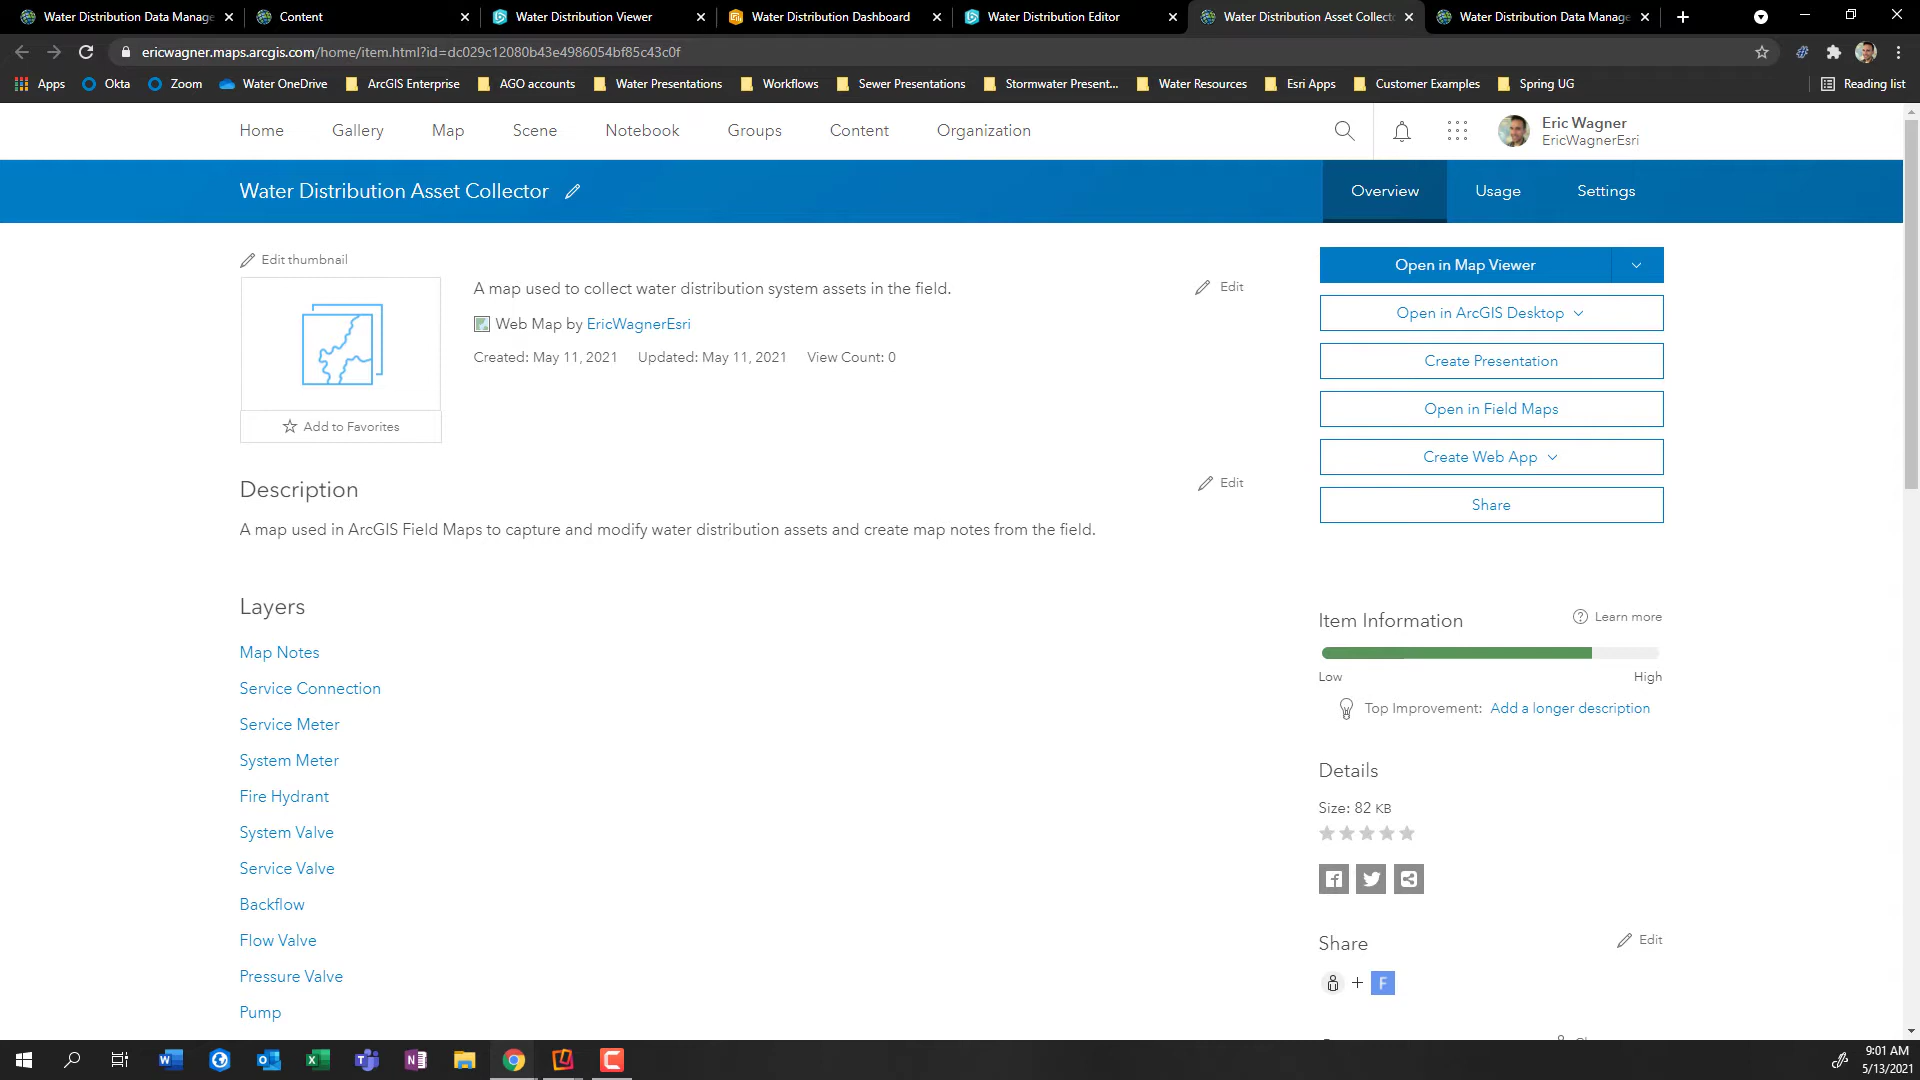 Water Distribution Data Manage
Content
Water Distribution Viewer
Water Distribution Dashboard
Water Distribution Editor
Water Distribution Asset Collect
Water Distribution Data Manage
ericwagner.maps.arcgis.com/home/item.html?id=dc029c12080b43e4986054bf85c43c0f
Apps
Okta
Zoom
Water OneDrive
ArcGIS Enterprise
AGO accounts
Water Presentations
Workflows
Sewer Presentations
Stormwater Present...
Water Resources
Esri Apps
Customer Examples
Spring UG
Reading list
Home
Gallery
Map
Scene
Notebook
Groups
Content
Organization
Eric Wagner
EricWagnerEsri
Water Distribution Asset Collector
Overview
Usage
Settings
Edit thumbnail
A map used to collect water distribution system assets in the field.
Edit
Web Map by EricWagnerEsri
Created: May 11, 2021 Updated: May 11, 2021 View Count: 0
Add to Favorites
Description
Edit
A map used in ArcGIS Field Maps to capture and modify water distribution assets and create map notes from the field.
Layers
Map Notes
Service Connection
Service Meter
System Meter
Fire Hydrant
System Valve
Service Valve
Backflow
Flow Valve
Pressure Valve
Pump
Open in Map Viewer
Open in ArcGIS Desktop
Create Presentation
Open in Field Maps
Create Web App
Share
Item Information
Learn more
Low
High
Top Improvement: Add a longer description
Details
Size: 82 KB
Share
Edit
F
9:01 AM
5/13/2021